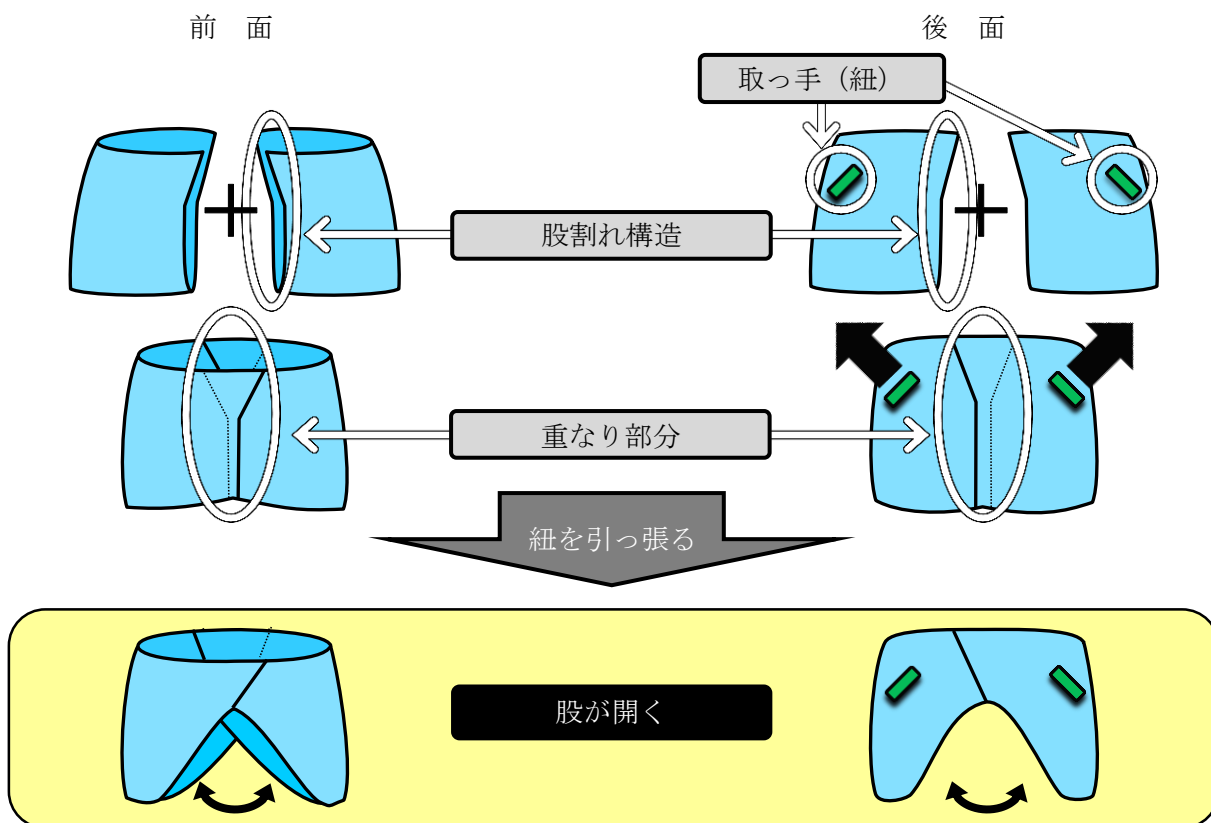 前　面
後　面
取っ手（紐）
股割れ構造
重なり部分
紐を引っ張る
股が開く